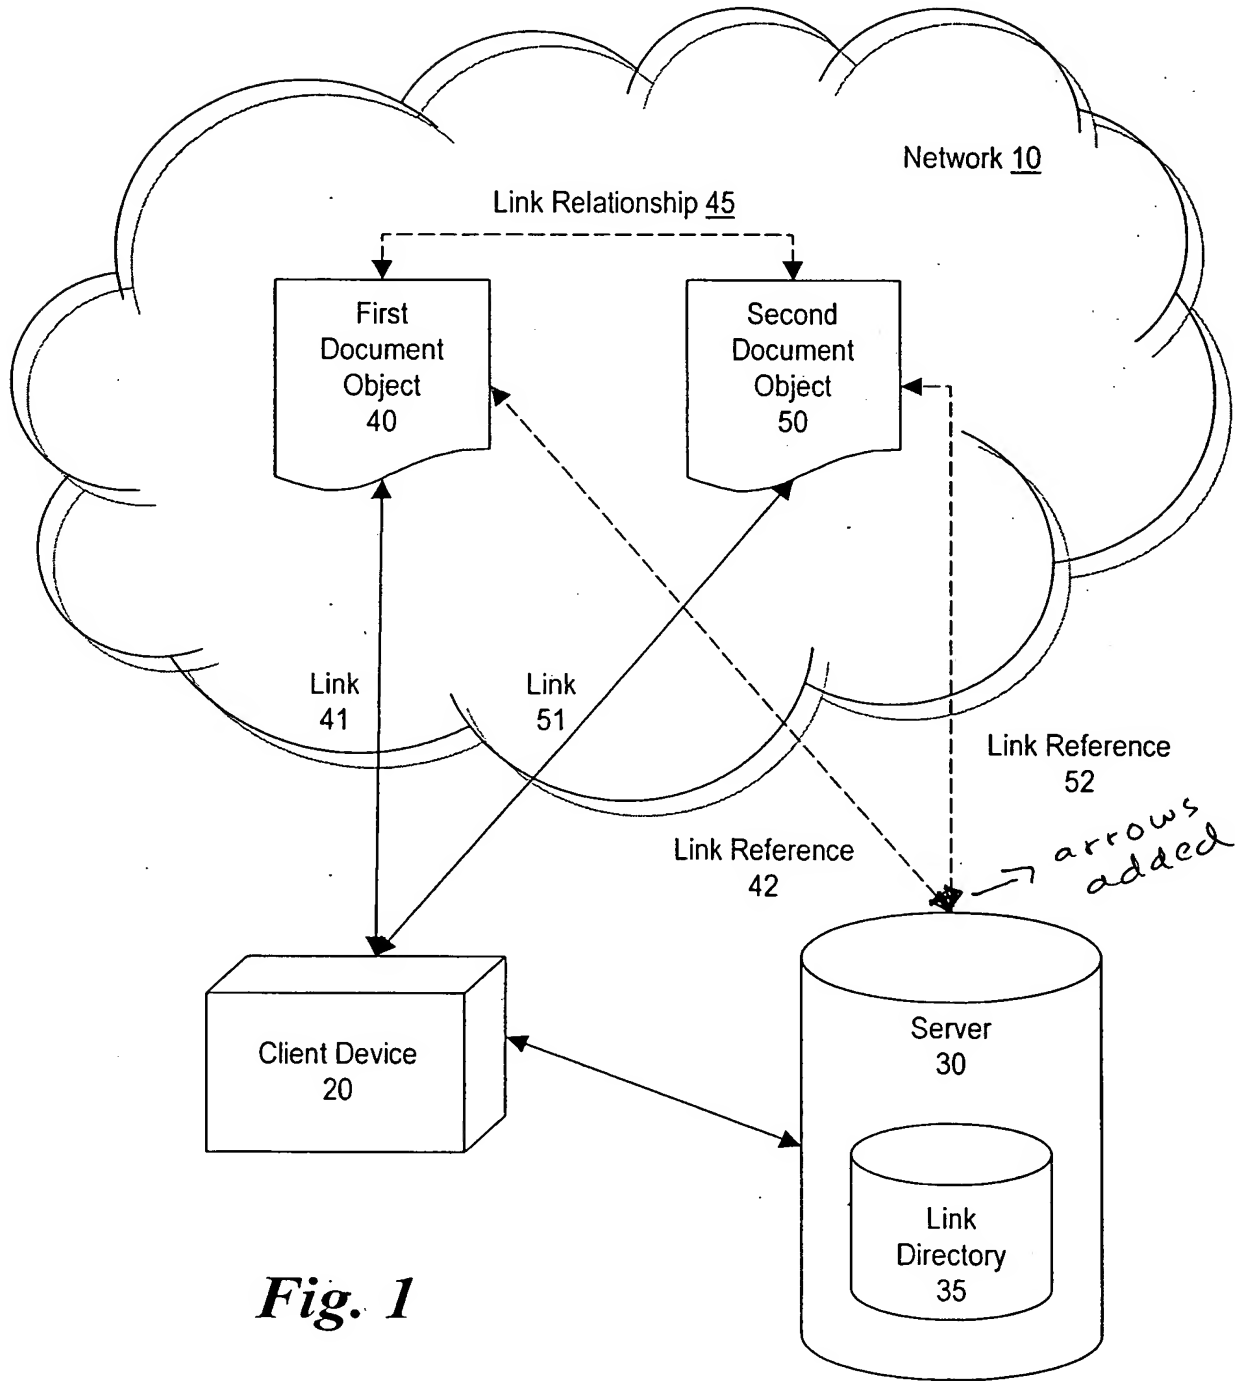 Network 10
Link Relationship 45
First
Document
Object
40
Second
Document
Object
50
Link
41
Link
51
Link Reference
52
Link Reference
42
arrows
added
Client Device
20
Server
30
Link
Directory
35
Fig. 1